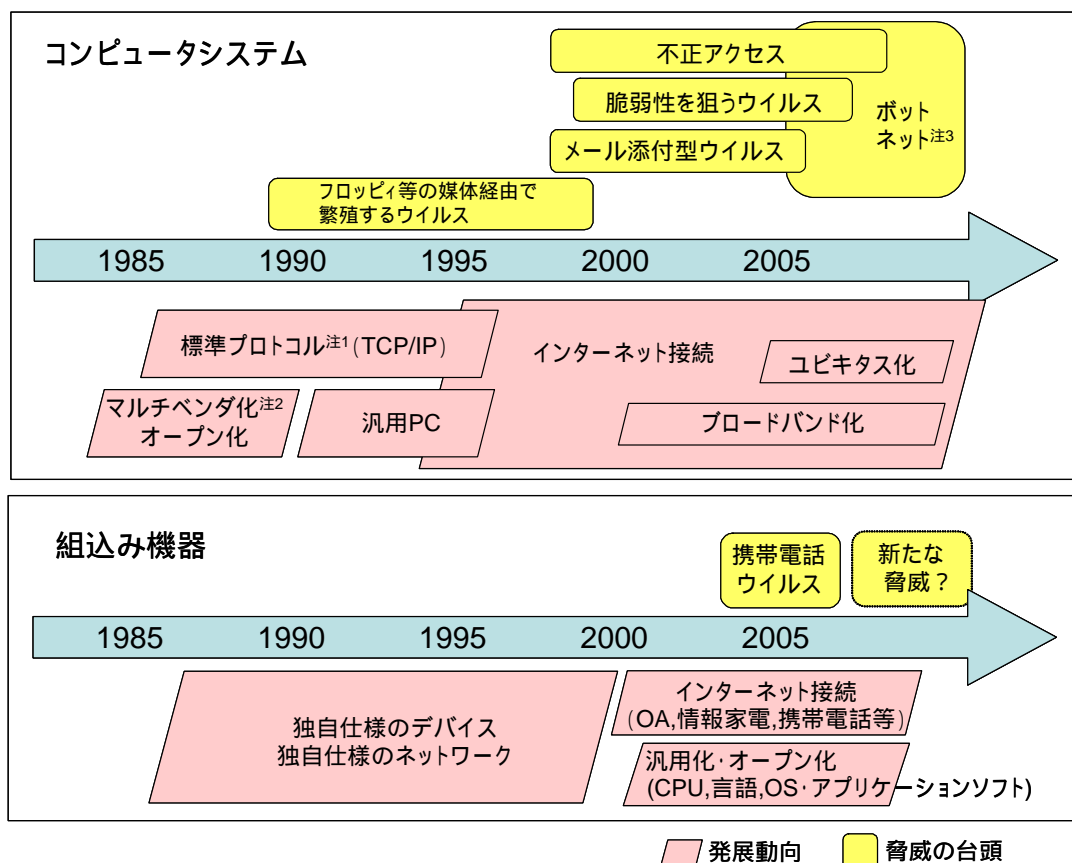 コンピュータシステム
不正アクセス
脆弱性を狙うウイルス
メール添付型ウイルス
ボット
ネット注3
フロッピィ等の媒体経由で
繁殖するウイルス
1985 1990 1995 2000 2005
標準プロトコル注1(TCP/IP)
インターネット接続
ユビキタス化
マルチベンダ化注2
オープン化
汎用PC
ブロードバンド化
組込み機器
携帯電話
ウイルス
新たな
脅威？
1985 1990 1995 2000 2005
独自仕様のデバイス
独自仕様のネットワーク
インターネット接続
(OA,情報家電,携帯電話等)
汎用化・オープン化
(CPU,言語,OS・アプリケーションソフト)
発展動向 脅威の台頭